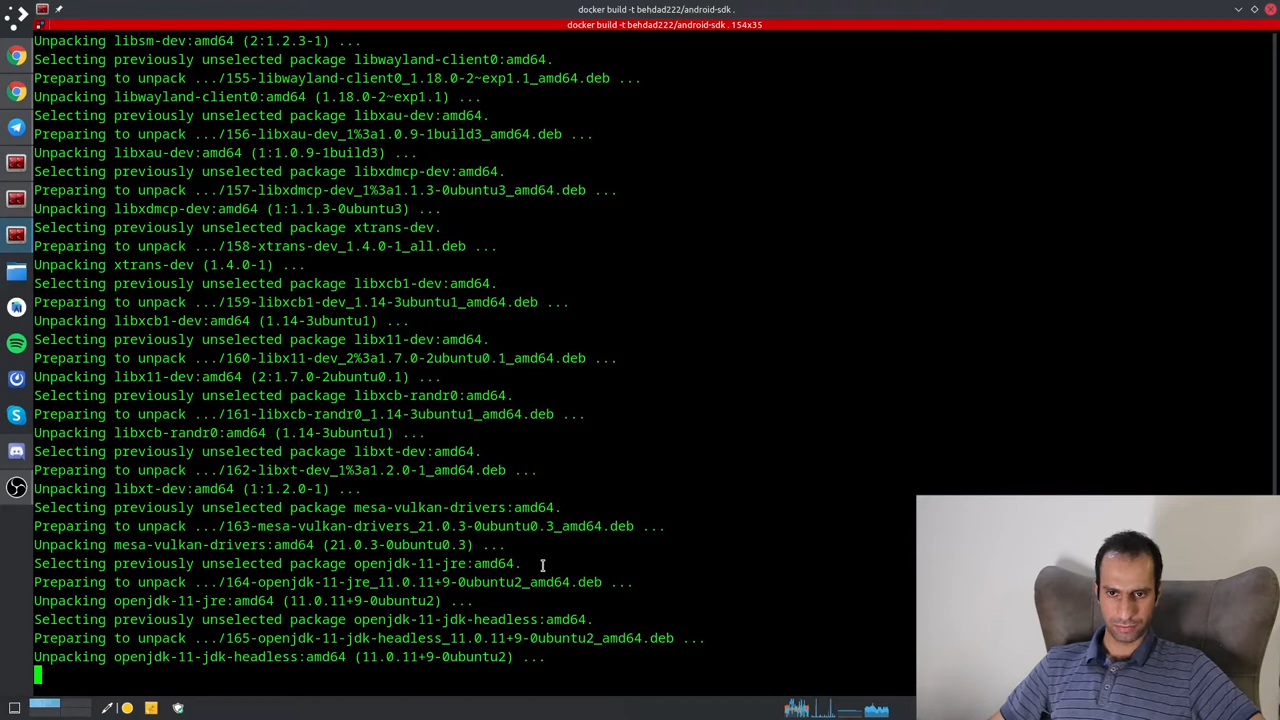 docker build -t behdad222/android-sdk .
docker build -t behdad222/android-sdk . 154x35
Unpacking libsm-dev:amd64 (2:1.2.3-1) ...
Selecting previously unselected package libwayland-client0:amd64.
Preparing to unpack .../155-libwayland-client0_1.18.0-2~exp1.1_amd64.deb ...
Unpacking libwayland-client0:amd64 (1.18.0-2~exp1.1) ...
Selecting previously unselected package libxau-dev:amd64.
Preparing to unpack .../156-libxau-dev_1%3a1.0.9-1build3_amd64.deb ...
Unpacking libxau-dev:amd64 (1:1.0.9-1build3) ...
Selecting previously unselected package libxdmcp-dev:amd64.
Preparing to unpack .../157-libxdmcp-dev_1%3a1.1.3-0ubuntu3_amd64.deb ...
Unpacking libxdmcp-dev:amd64 (1:1.1.3-0ubuntu3) ...
Selecting previously unselected package xtrans-dev.
Preparing to unpack .../158-xtrans-dev_1.4.0-1_all.deb ...
Unpacking xtrans-dev (1.4.0-1) ...
Selecting previously unselected package libxcb1-dev:amd64.
Preparing to unpack .../159-libxcb1-dev_1.14-3ubuntu1_amd64.deb ...
Unpacking libxcb1-dev:amd64 (1.14-3ubuntu1) ...
Selecting previously unselected package libx11-dev:amd64.
Preparing to unpack .../160-libx11-dev_2%3a1.7.0-2ubuntu0.1_amd64.deb ...
Unpacking libx11-dev:amd64 (2:1.7.0-2ubuntu0.1) ...
Selecting previously unselected package libxcb-randr0:amd64.
Preparing to unpack .../161-libxcb-randr0_1.14-3ubuntu1_amd64.deb ...
Unpacking libxcb-randr0:amd64 (1.14-3ubuntu1) ...
Selecting previously unselected package libxt-dev:amd64.
Preparing to unpack .../162-libxt-dev_1%3a1.2.0-1_amd64.deb ...
Unpacking libxt-dev:amd64 (1:1.2.0-1) ...
Selecting previously unselected package mesa-vulkan-drivers:amd64.
Preparing to unpack .../163-mesa-vulkan-drivers_21.0.3-0ubuntu0.3_amd64.deb ...
Unpacking mesa-vulkan-drivers:amd64 (21.0.3-0ubuntu0.3) ...
Selecting previously unselected package openjdk-11-jre:amd64.
Preparing to unpack .../164-openjdk-11-jre_11.0.11+9-0ubuntu2_amd64.deb ...
Unpacking openjdk-11-jre:amd64 (11.0.11+9-0ubuntu2) ...
Selecting previously unselected package openjdk-11-jdk-headless:amd64.
Preparing to unpack .../165-openjdk-11-jdk-headless_11.0.11+9-0ubuntu2_amd64.deb ...
Unpacking openjdk-11-jdk-headless:amd64 (11.0.11+9-0ubuntu2) ...